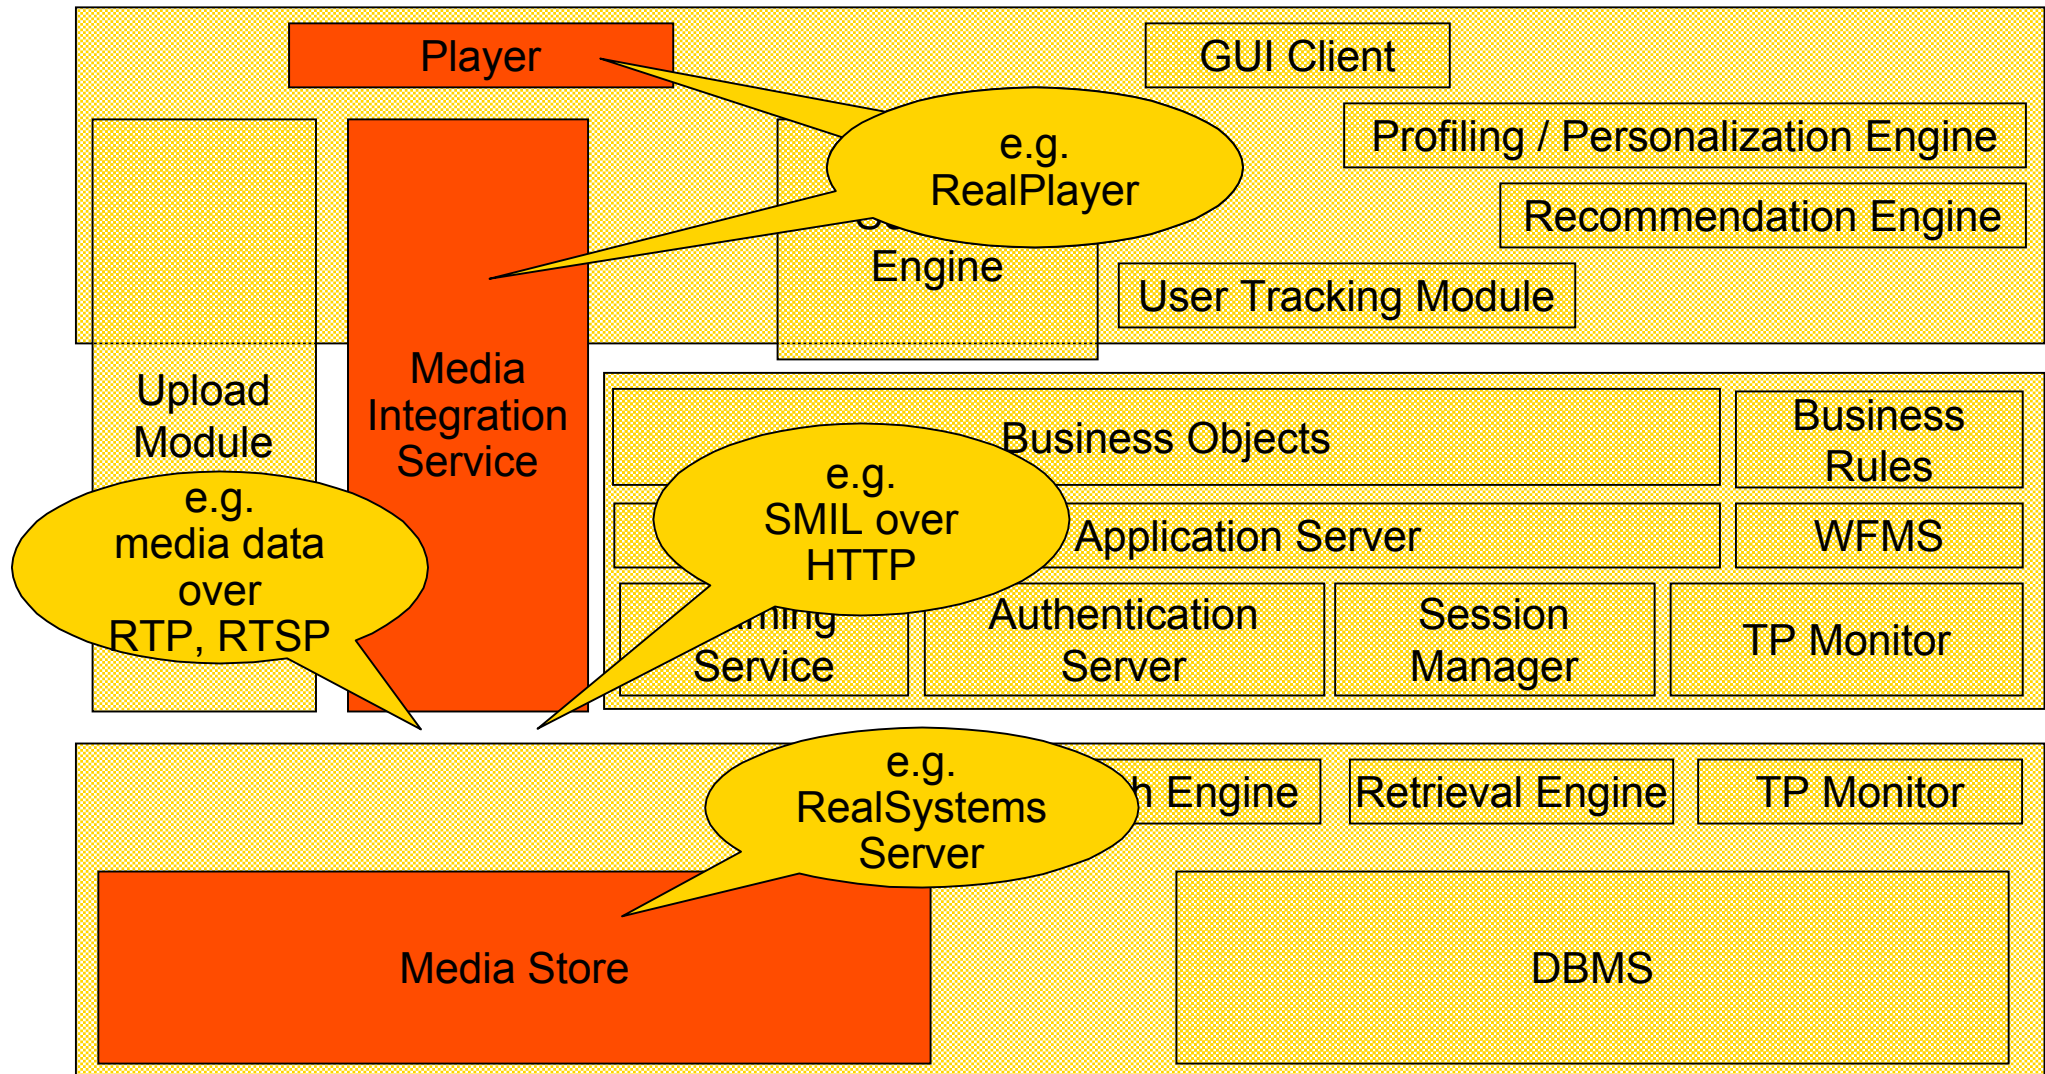 Player
GUI Client
e.g.
RealPlayer
Profiling / Personalization Engine
Recommendation Engine
Engine
User Tracking Module
Upload
Module
Media
Integration
Service
Business Objects
Business
Rules
e.g.
media data
over
RTP, RTSP
e.g.
SMIL over
HTTP
Application Server
WFMS
Service
Authentication
Server
Session
Manager
TP Monitor
e.g.
RealSystems
Server
Engine
Retrieval Engine
TP Monitor
Media Store
DBMS